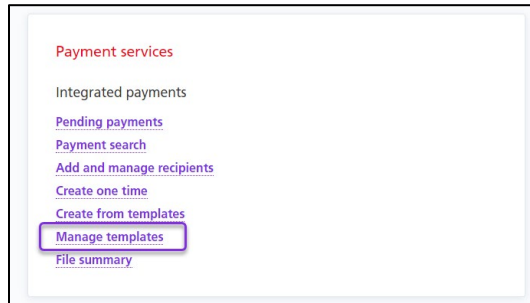 Payment services
Integrated payments
Pending payments
Payment search
Add and manage recipients
Create one time
Create from templates
Manage templates
File summary